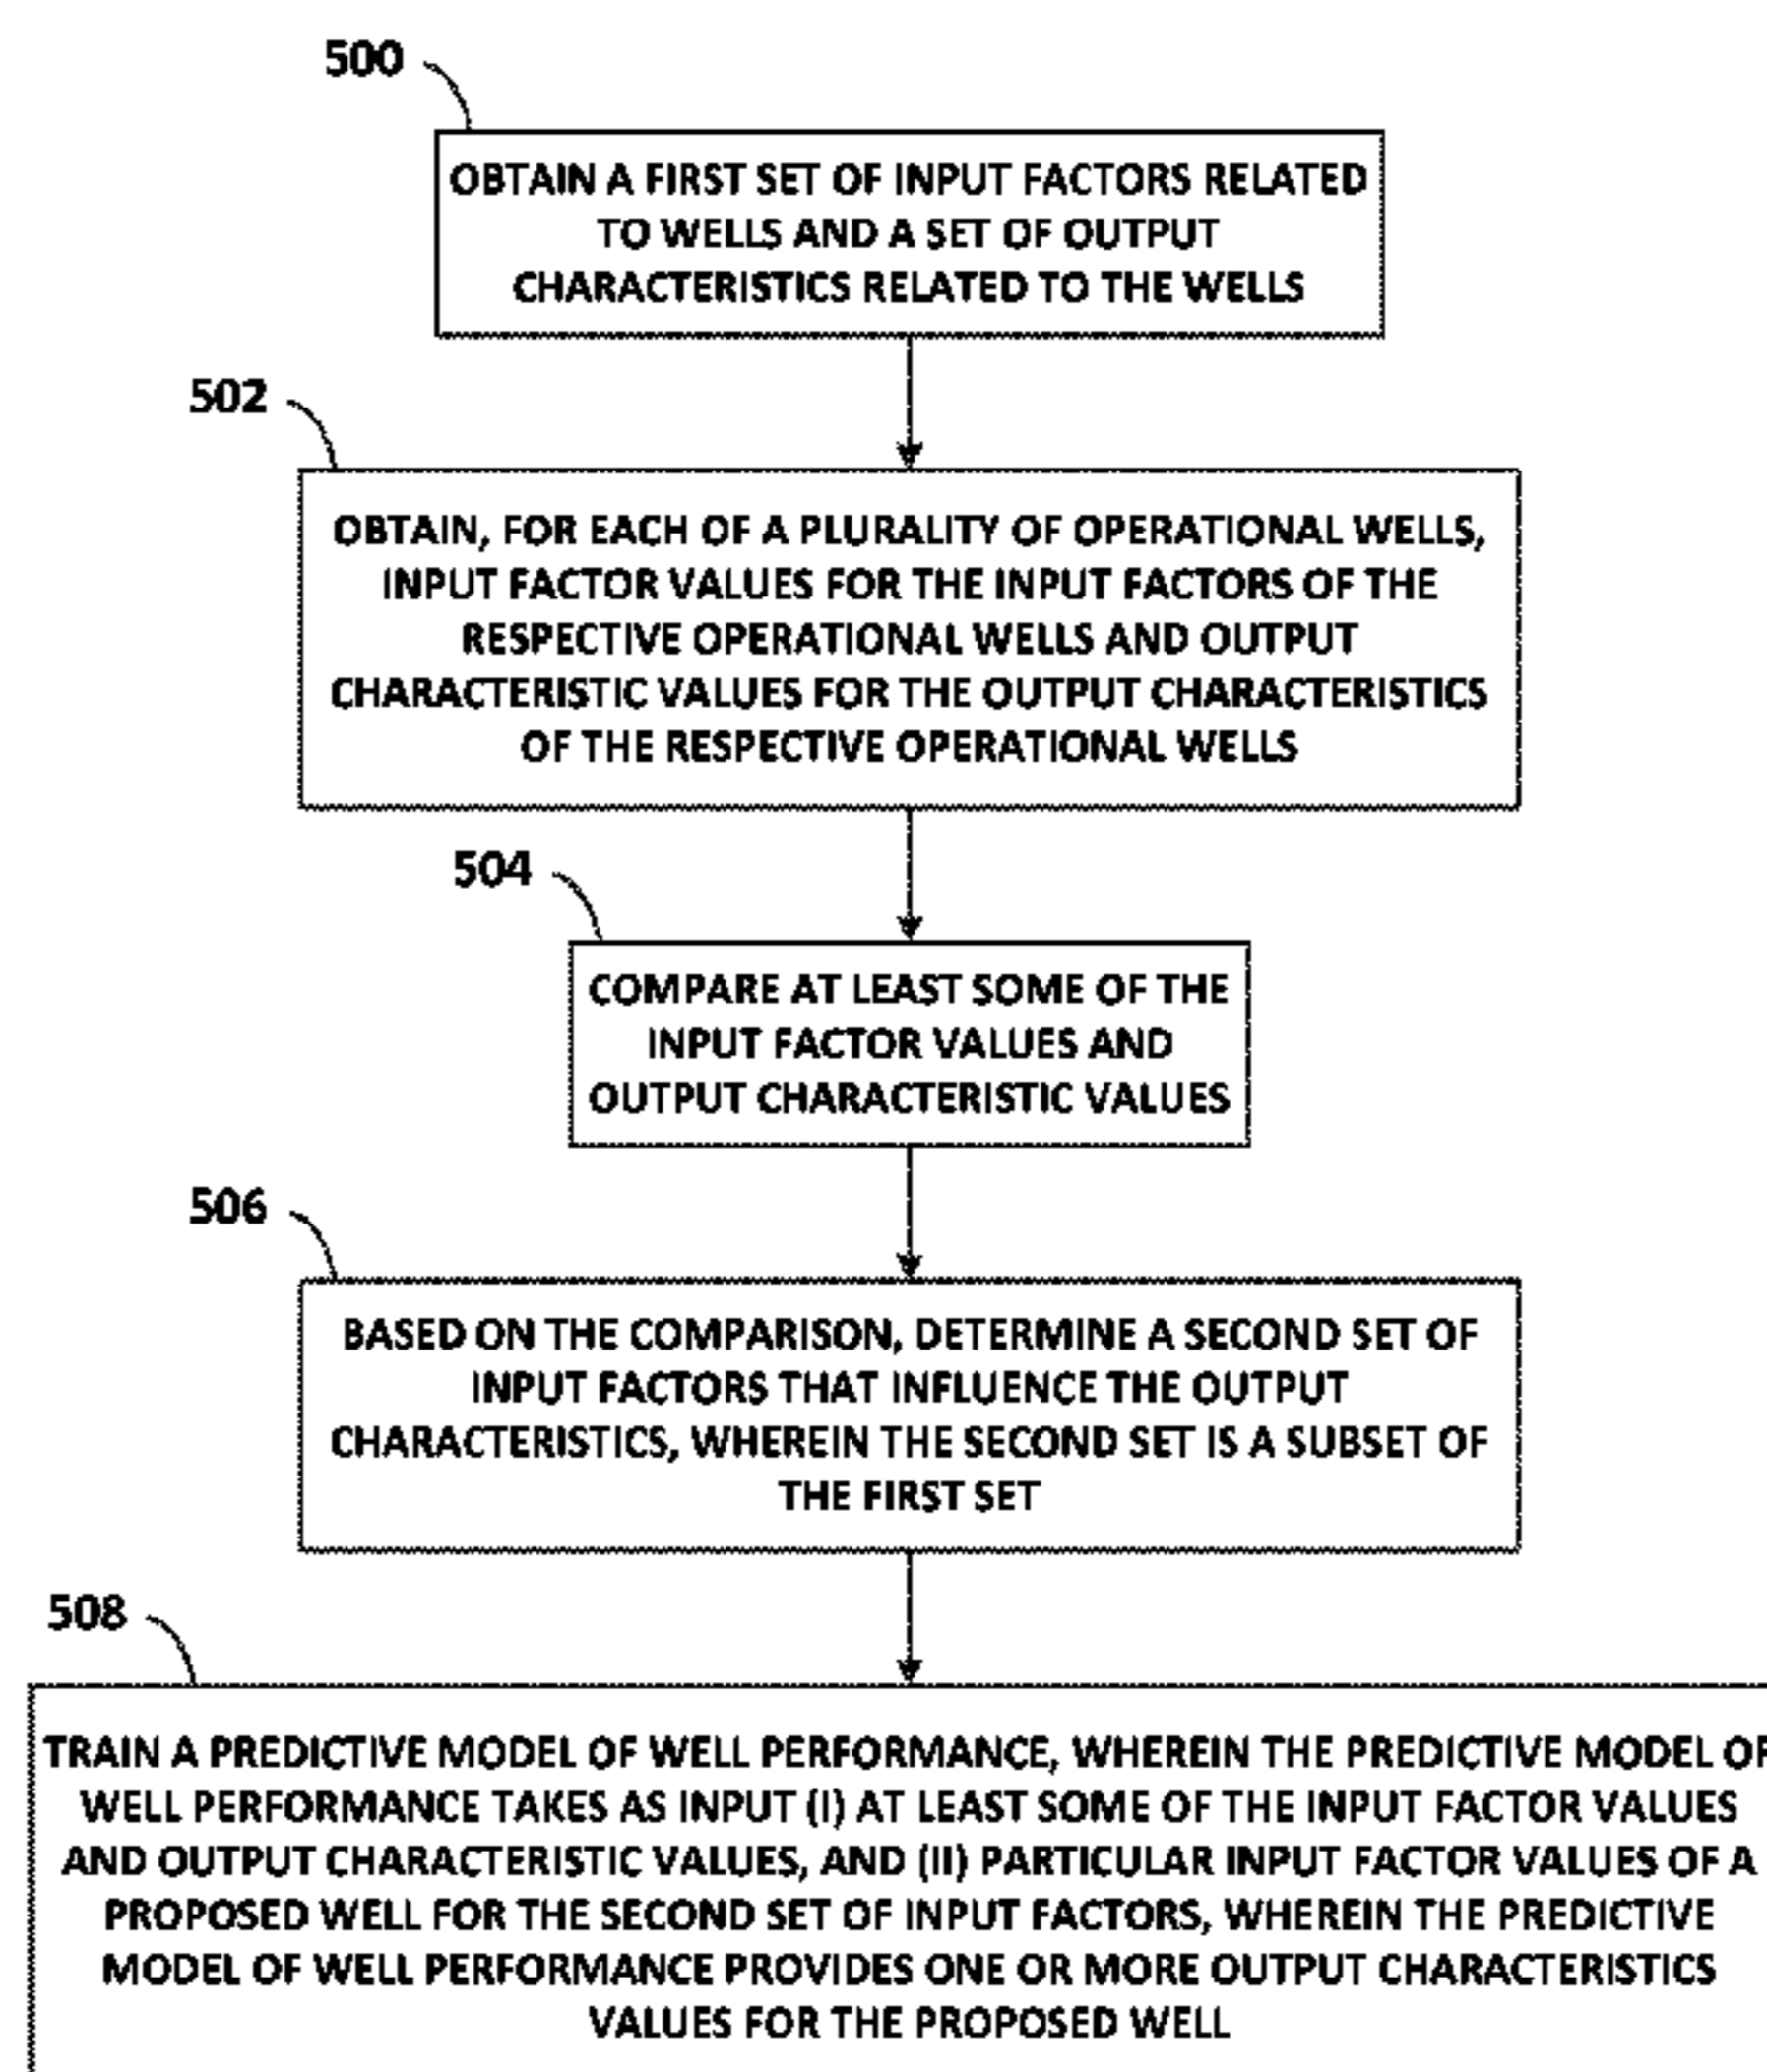 500
OBTAIN A FIRST SET OF INPUT FACTORS RELATED
TO WELLS AND A SET OF OUTPUT
CHARACTERISTICS RELATED TO THE WELLS
502
OBTAIN, FOR EACH OF A PLURALITY OF OPERATIONAL WELLS,
INPUT FACTOR VALUES FOR THE INPUT FACTORS OF THE
RESPECTIVE OPERATIONAL WELLS AND OUTPUT
CHARACTERISTIC VALUES FOR THE OUTPUT CHARACTERISTICS
OF THE RESPECTIVE OPERATIONAL WELLS
504
COMPARE AT LEAST SOME OF THE
INPUT FACTOR VALUES AND
OUTPUT CHARACTERISTIC VALUES
506
BASED ON THE COMPARISON, DETERMINE A SECOND SET OF
INPUT FACTORS THAT INFLUENCE THE OUTPUT
CHARACTERISTICS, WHEREIN THE SECOND SET IS A SUBSET OF
THE FIRST SET
508
TRAIN A PREDICTIVE MODEL OF WELL PERFORMANCE, WHEREIN THE PREDICTIVE MODEL OF
WELL PERFORMANCE TAKES AS INPUT (I) AT LEAST SOME OF THE INPUT FACTOR VALUES
AND OUTPUT CHARACTERISTIC VALUES, AND (II) PARTICULAR INPUT FACTOR VALUES OF A
PROPOSED WELL FOR THE SECOND SET OF INPUT FACTORS, WHEREIN THE PREDICTIVE
MODEL OF WELL PERFORMANCE PROVIDES ONE OR MORE OUTPUT CHARACTERISTICS
VALUES FOR THE PROPOSED WELL